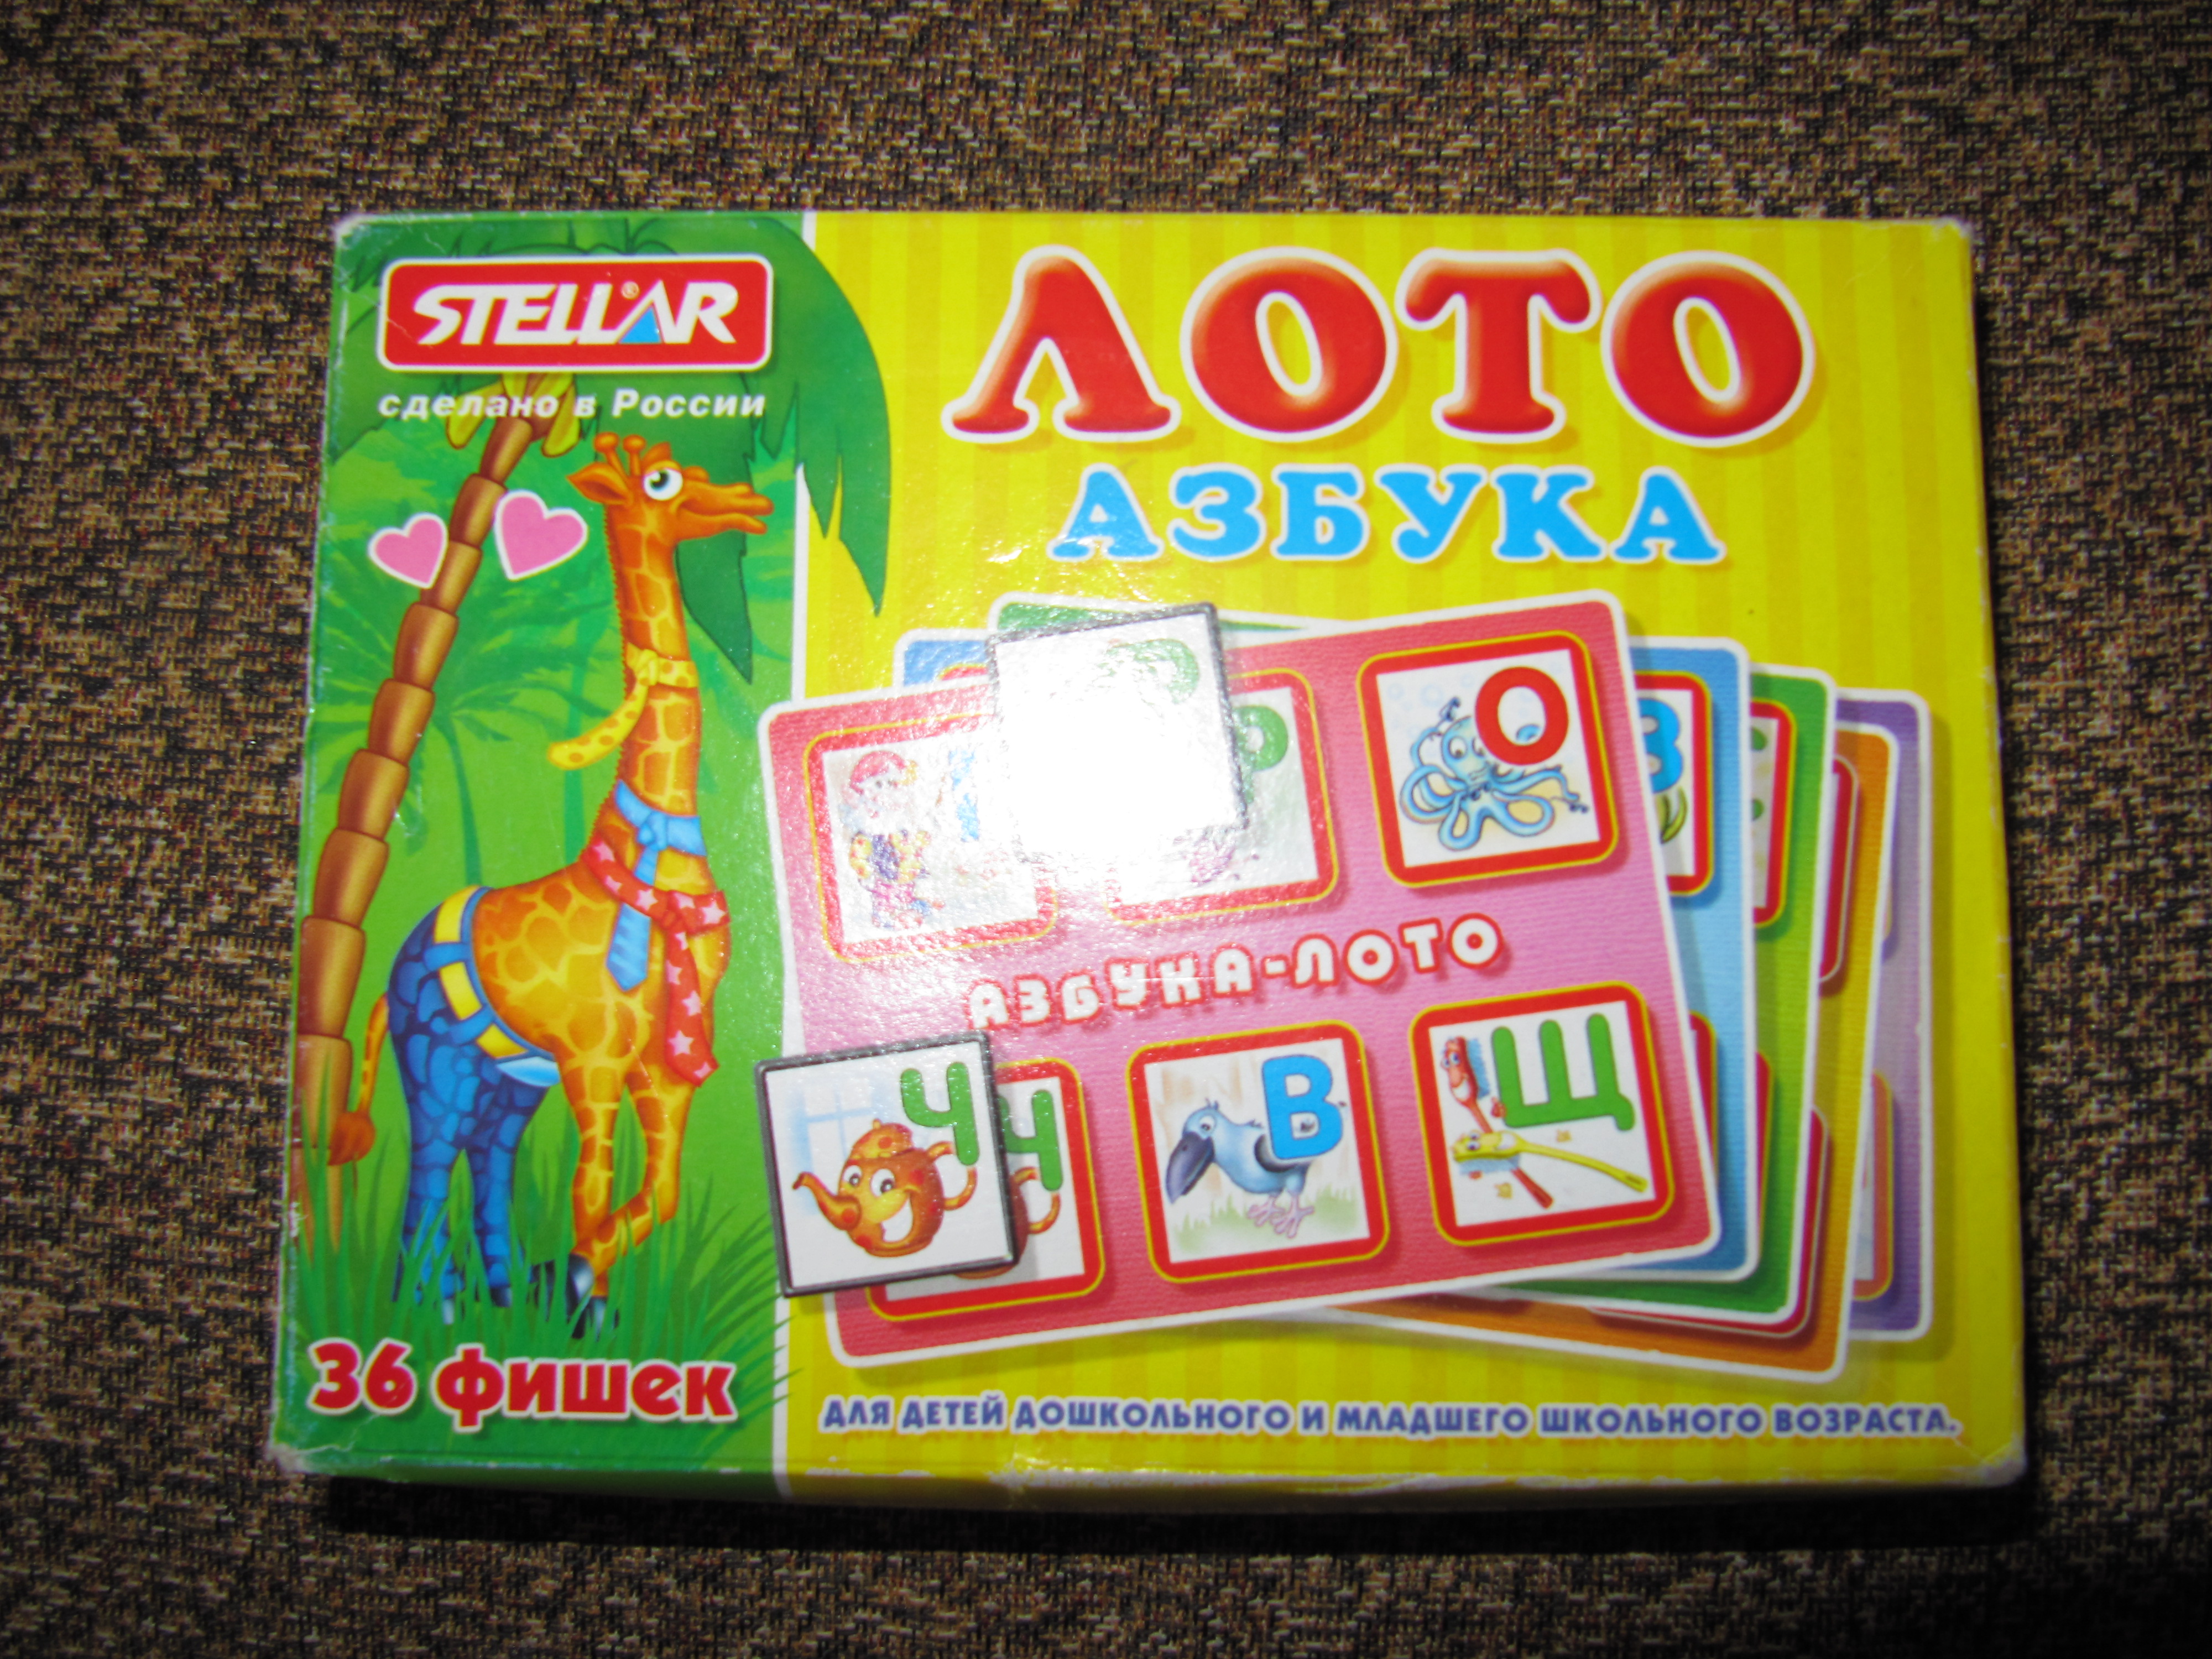 STELLAR®
сделано в России
ЛОТО
АЗБУКА
Р
Р
О
З
АЗБУКА-ЛОТО
Ч
Ч
В
Щ
36 фишек
ДЛЯ ДЕТЕЙ ДОШКОЛЬНОГО И МЛАДШЕГО ШКОЛЬНОГО ВОЗРАСТА.